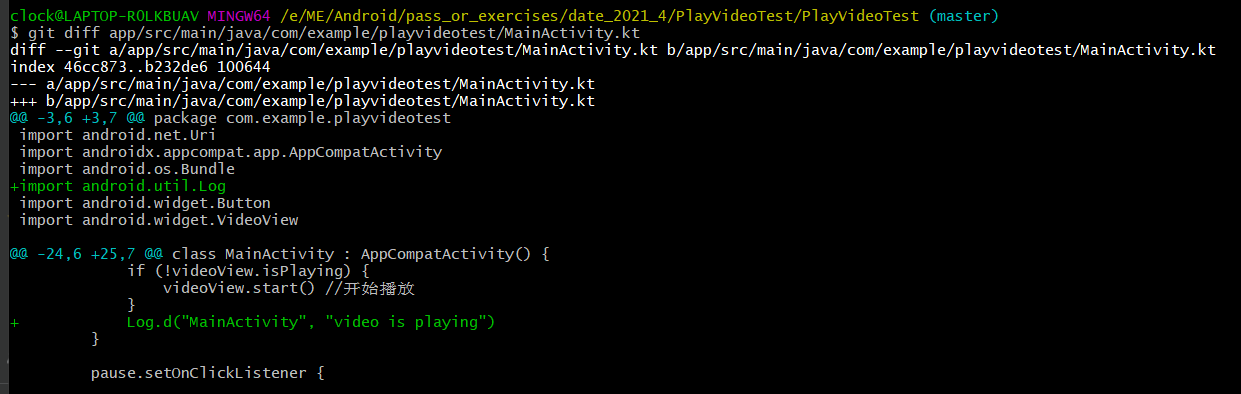 clock@LAPTOP-R0LKBUAV MINGW64 /e/ME/Android/pass_or_exercises/date_2021_4/PlayVideoTest/PlayVideoTest (master)
$ git diff app/src/main/java/com/example/playvideotest/MainActivity.kt
diff --git a/app/src/main/java/com/example/playvideotest/MainActivity.kt b/app/src/main/java/com/example/playvideotest/MainActivity.kt
index 46cc873..b232de6 100644
--- a/app/src/main/java/com/example/playvideotest/MainActivity.kt
+++ b/app/src/main/java/com/example/playvideotest/MainActivity.kt
@@ -3,6 +3,7 @@ package com.example.playvideotest
 import android.net.Uri
 import androidx.appcompat.app.AppCompatActivity
 import android.os.Bundle
+import android.util.Log
 import android.widget.Button
 import android.widget.VideoView

@@ -24,6 +25,7 @@ class MainActivity : AppCompatActivity() {
             if (!videoView.isPlaying) {
                 videoView.start() //开始播放
             }
+            Log.d("MainActivity", "video is playing")
         }

         pause.setOnClickListener {